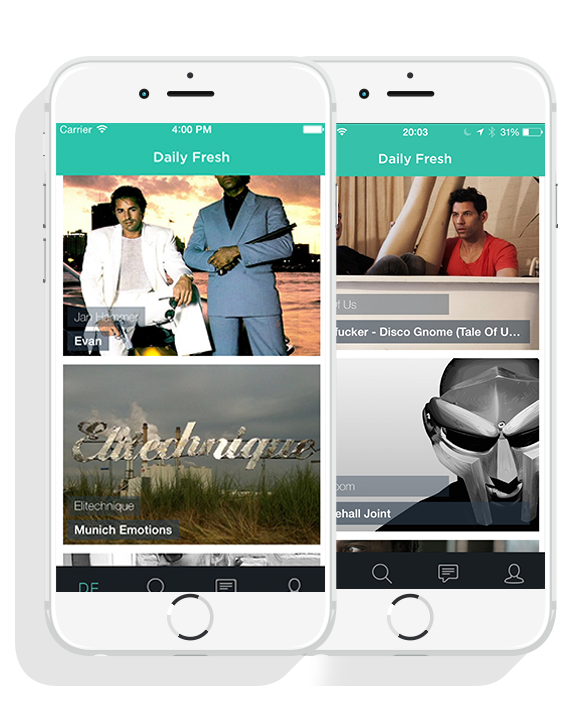 Carrier
4:00 PM
Daily Fresh
Jan Hammer
Evan
Elitechnique
Elitechnique
Munich Emotions
DF
20:03
31%
Daily Fresh
Of Us
fucker - Disco Gnome (Tale Of U...
oom
ehall Joint